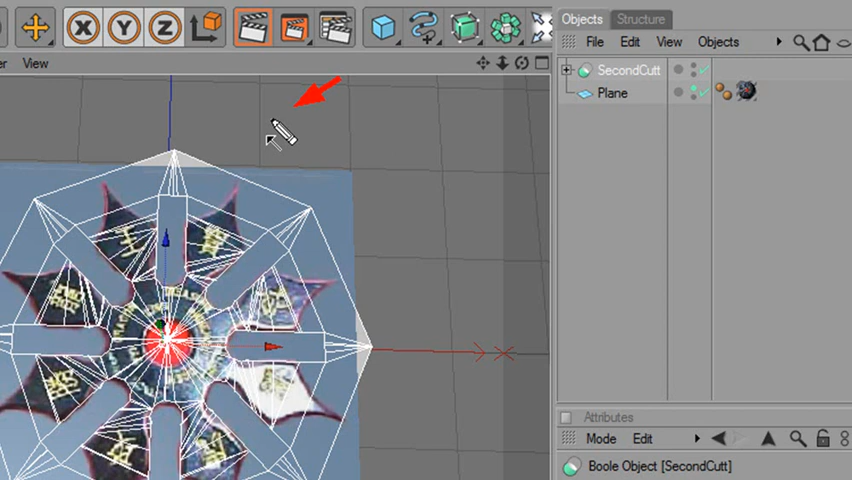 X Y Z
Objects Structure
File Edit View Objects
er View
SecondCutt
Plane
Attributes
Mode Edit
Boole Object [SecondCutt]